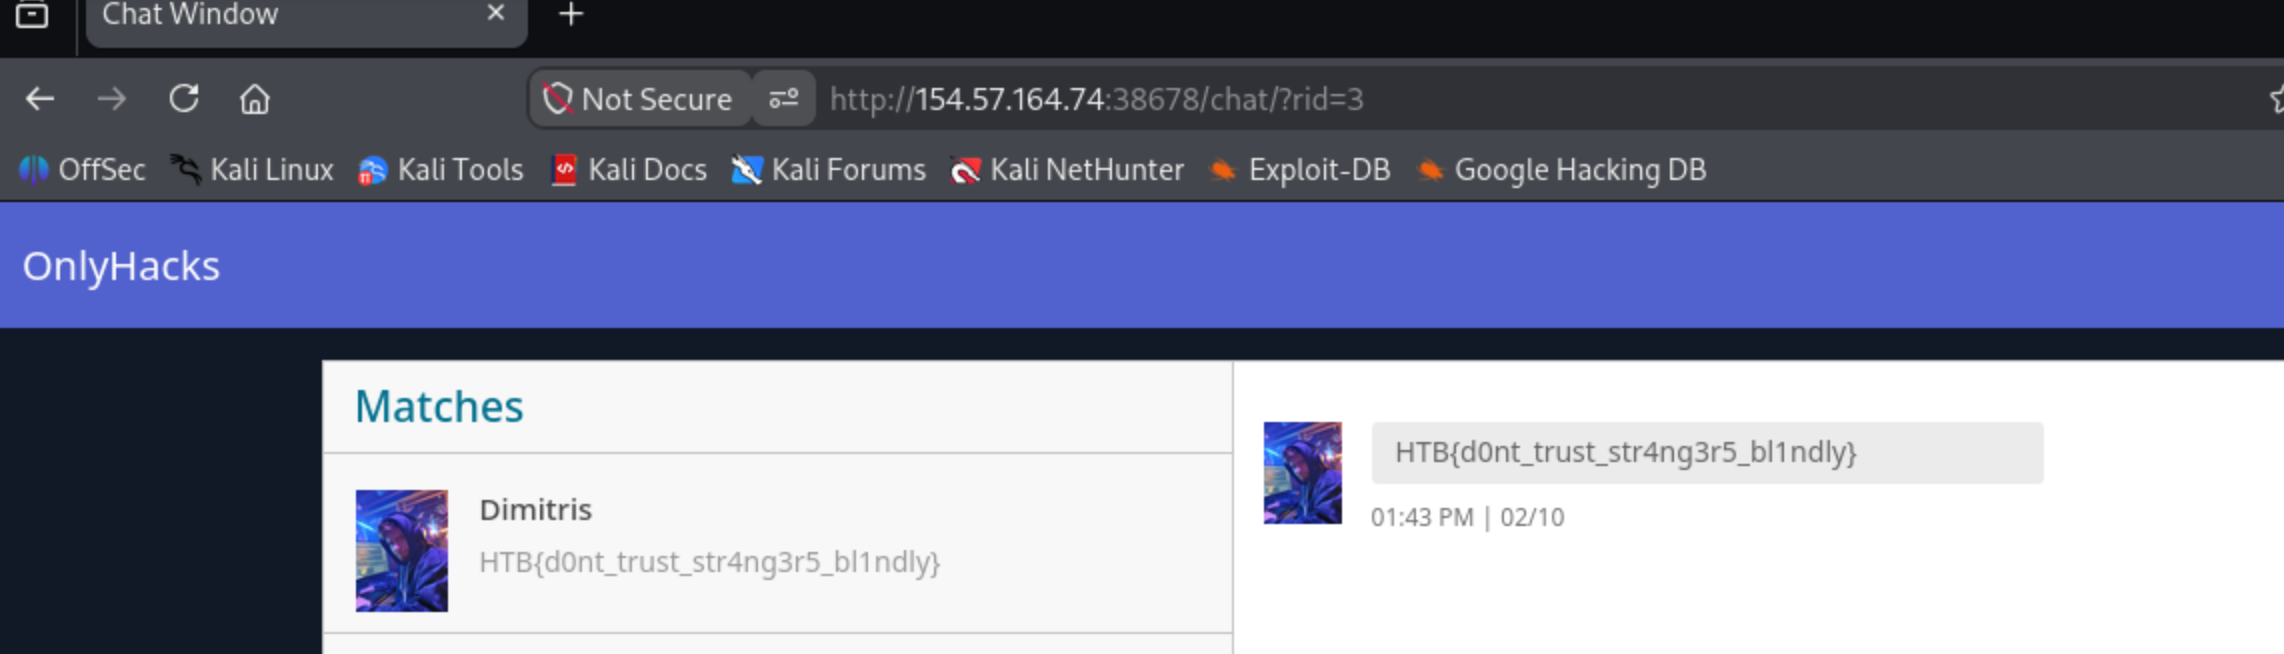 Chat Window
Not Secure http://154.57.164.74:38678/chat/?rid=3
OffSec Kali Linux Kali Tools Kali Docs Kali Forums Kali NetHunter Exploit-DB Google Hacking DB
OnlyHacks
Matches
Dimitris
HTB{d0nt_trust_str4ng3r5_bl1ndly}
HTB{d0nt_trust_str4ng3r5_bl1ndly}
01:43 PM | 02/10